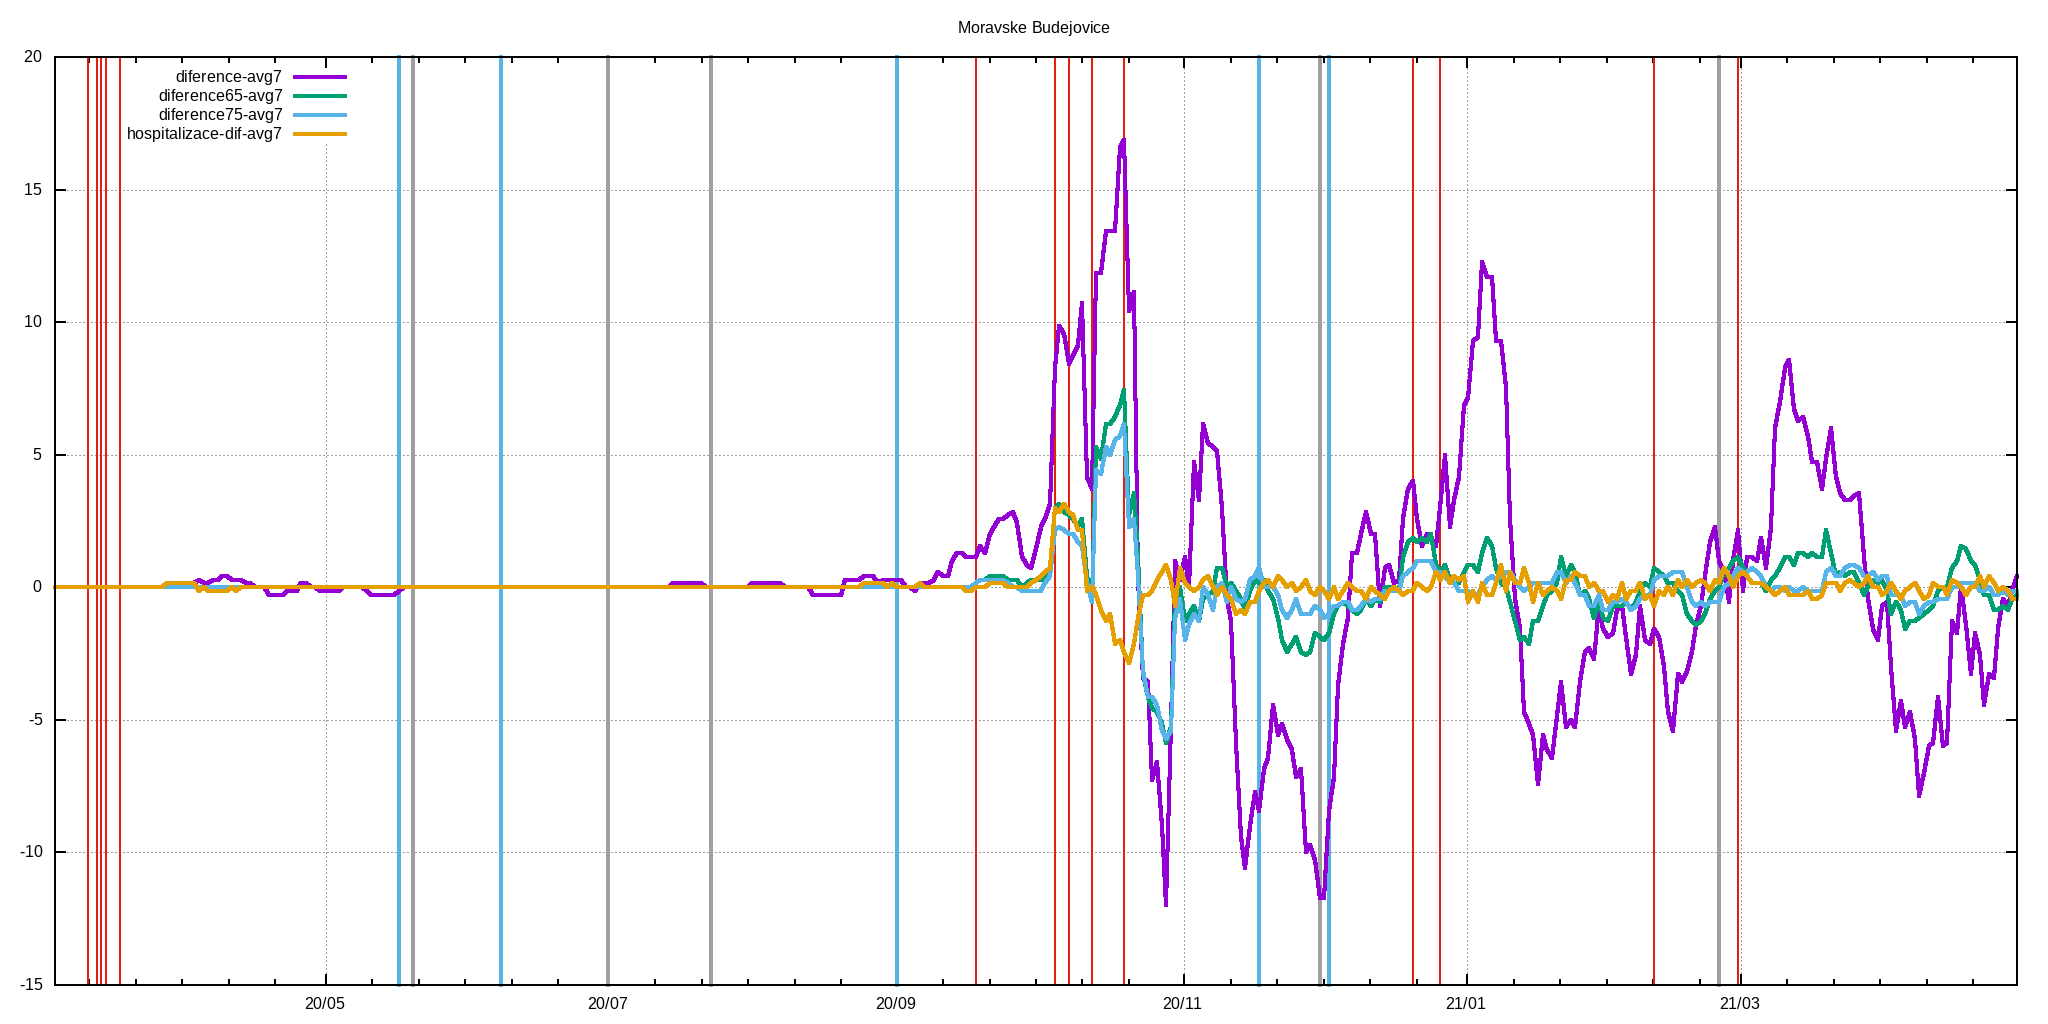 Moravske Budejovice
20
15
10
5
0
-5
-10
-15
diference-avg7
diference65-avg7
diference75-avg7
hospitalizace-dif-avg7
20/05
20/07
20/09
20/11
21/01
21/03